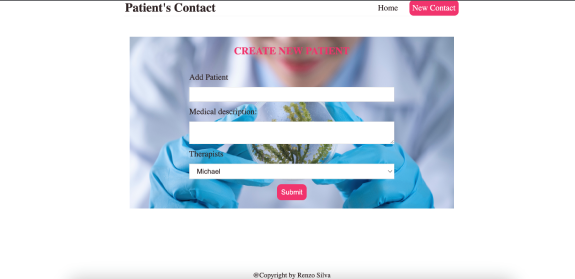 Patient's Contact
Home
New Contact
CREATE NEW PATIENT
Add Patient
Medical description!
Therapists
Michael
Submit
@Copyright by Renzo Silva